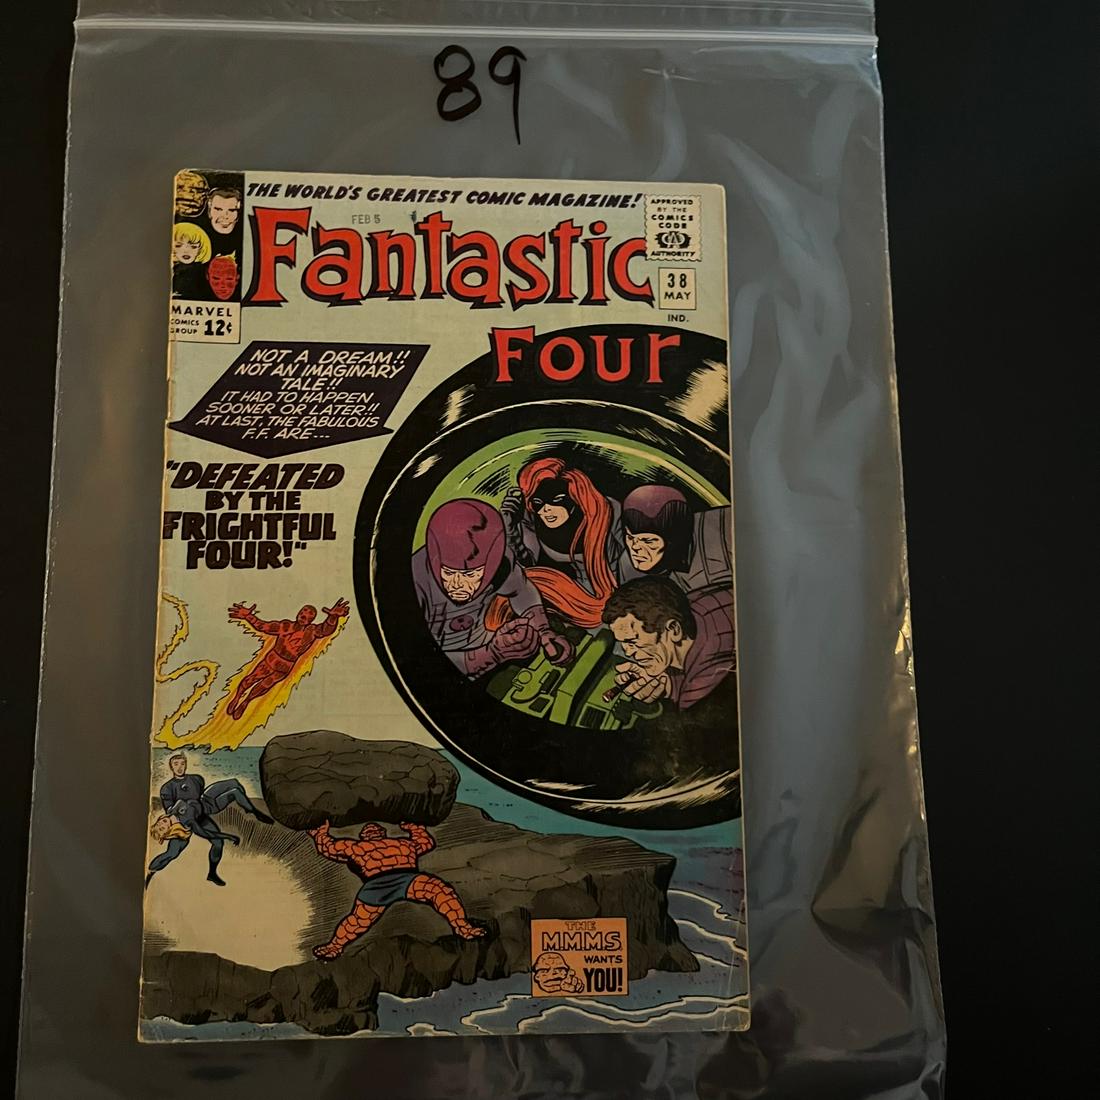 89
THE WORLD'S GREATEST COMIC MAGAZINE!
FEB 5
Fantastic
Four
APPROVED
BY THE
COMICS
CODE
CA
AUTHORITY
38
MAY
IND.
MARVEL
COMICS
GROUP 12¢
NOT A DREAM!!
NOT AN IMAGINARY
TALE!!
IT HAD TO HAPPEN
SOONER OR LATER!!
AT LAST, THE FABULOUS
F.F. ARE---
"DEFEATED
BY THE
FRIGHTFUL
FOUR!"
THE
M.M.M.S.
WANTS
YOU!